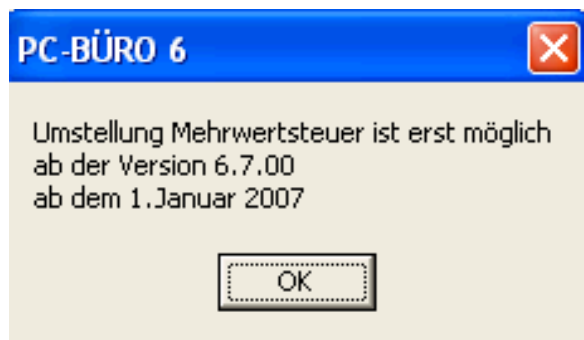 PC-BÜRO 6
Umstellung Mehrwertsteuer ist erst möglich
ab der Version 6.7.00
ab dem 1.Januar 2007
OK